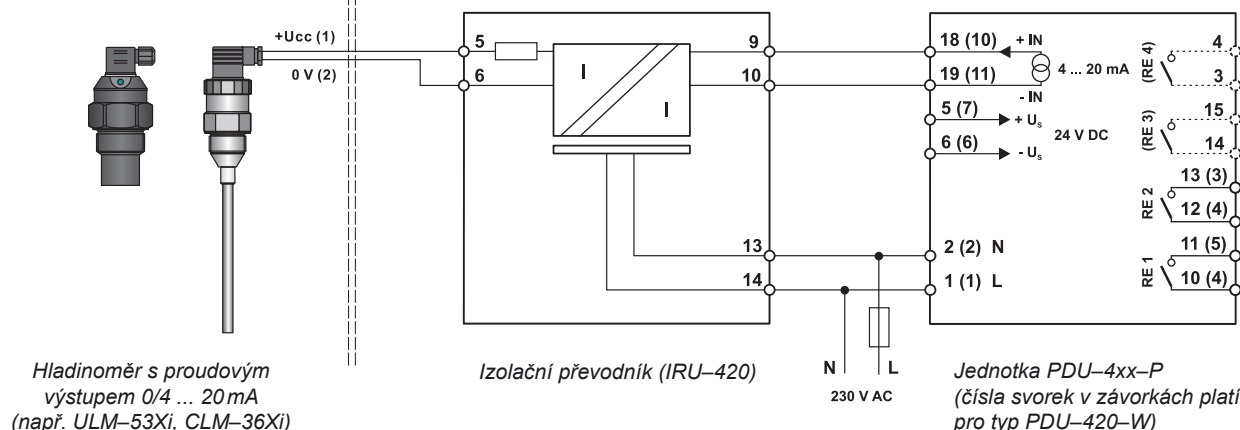 +Ucc (1)
0 V (2)
5
6
I
I
9
10
13
14
18 (10)
+ IN
19 (11)
4 ... 20 mA
- IN
5 (7)
+ Us
24 V DC
6 (6)
- Us
2 (2) N
1 (1) L
(RE 4)
4
3
(RE 3)
15
14
RE 2
13 (3)
12 (4)
RE 1
11 (5)
10 (4)
N
L
230 V AC
Hladinoměr s proudovým
výstupem 0/4 ... 20 mA
(např. ULM–53Xi, CLM–36Xi)
Izolační převodník (IRU–420)
Jednotka PDU–4xx–P
(čísla svorek v závorkách platí
pro typ PDU–420–W)